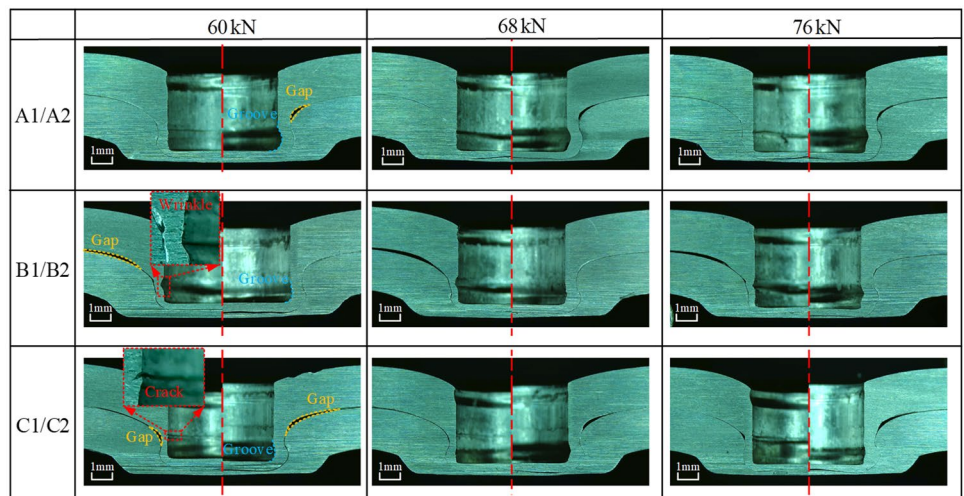 60 kN
68 kN
76 kN
A1/A2
Gap
Groove
1mm
1mm
1mm
B1/B2
Wrinkle
Gap
Groove
1mm
1mm
1mm
C1/C2
Crack
Gap
Gap
Groove
1mm
1mm
1mm